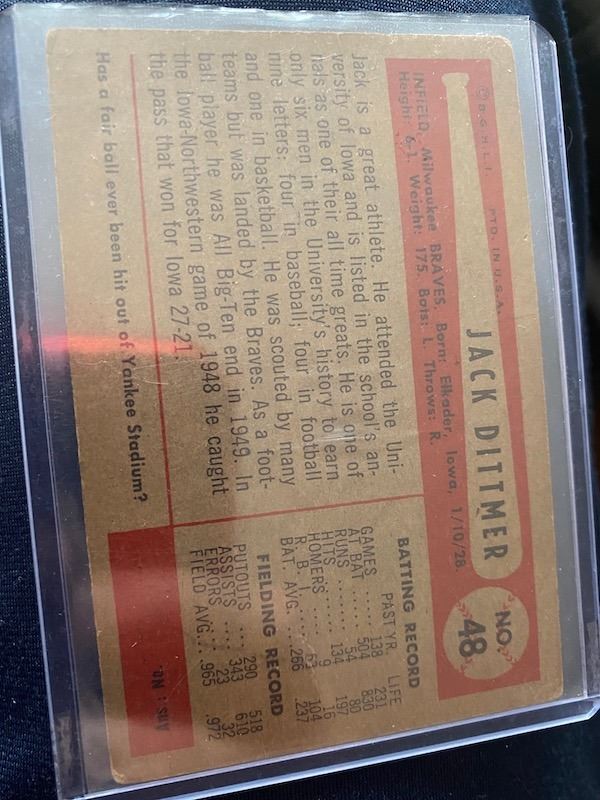 © B. G. H. L. I. PTD. IN U.S.A.
JACK DITTMER
NO.
48
INFIELD, Milwaukee BRAVES. Born: Elkader, Iowa, 1/10/28.
Height: 6-1. Weight: 175. Bats: L. Throws: R.
Jack is a great athlete. He attended the Uni-
versity of Iowa and is listed in the school's an-
nals as one of their all time greats. He is one of
only six men in the University's history to earn
nine letters: four in baseball; four in football
and one in basketball. He was scouted by many
teams but was landed by the Braves. As a foot-
ball player he was All Big-Ten end in 1949. In
the Iowa-Northwestern game of 1948 he caught
the pass that won for Iowa 27-21.
BATTING RECORD
PAST YR. LIFE
GAMES ..... 138 231
AT BAT ..... 504 830
RUNS ..... 54 80
HITS ..... 134 197
HOMERS ... 9 16
R. B. I. .... 63 104
BAT. AVG. ... .266 .237
FIELDING RECORD
PUTOUTS .... 290 518
ASSISTS .... 343 610
ERRORS .... 23 32
FIELD AVG. .. .965 .972
Has a fair ball ever been hit out of Yankee Stadium?
Ans: No.